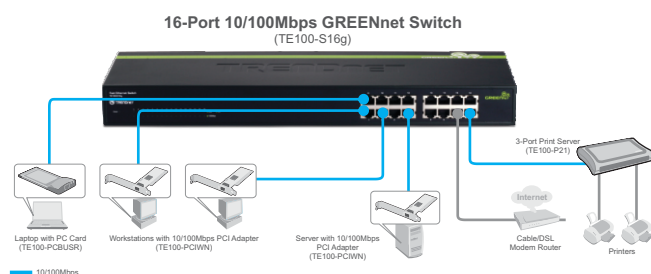 16-Port 10/100Mbps GREENnet Switch
(TE100-S16g)
3-Port Print Server
(TE100-P21)
Internet
Laptop with PC Card
(TE100-PCBUSR)
Workstations with 10/100Mbps PCI Adapter
(TE100-PCIWN)
Server with 10/100Mbps
PCI Adapter
(TE100-PCIWN)
Cable/DSL
Modem Router
Printers
10/100Mbps